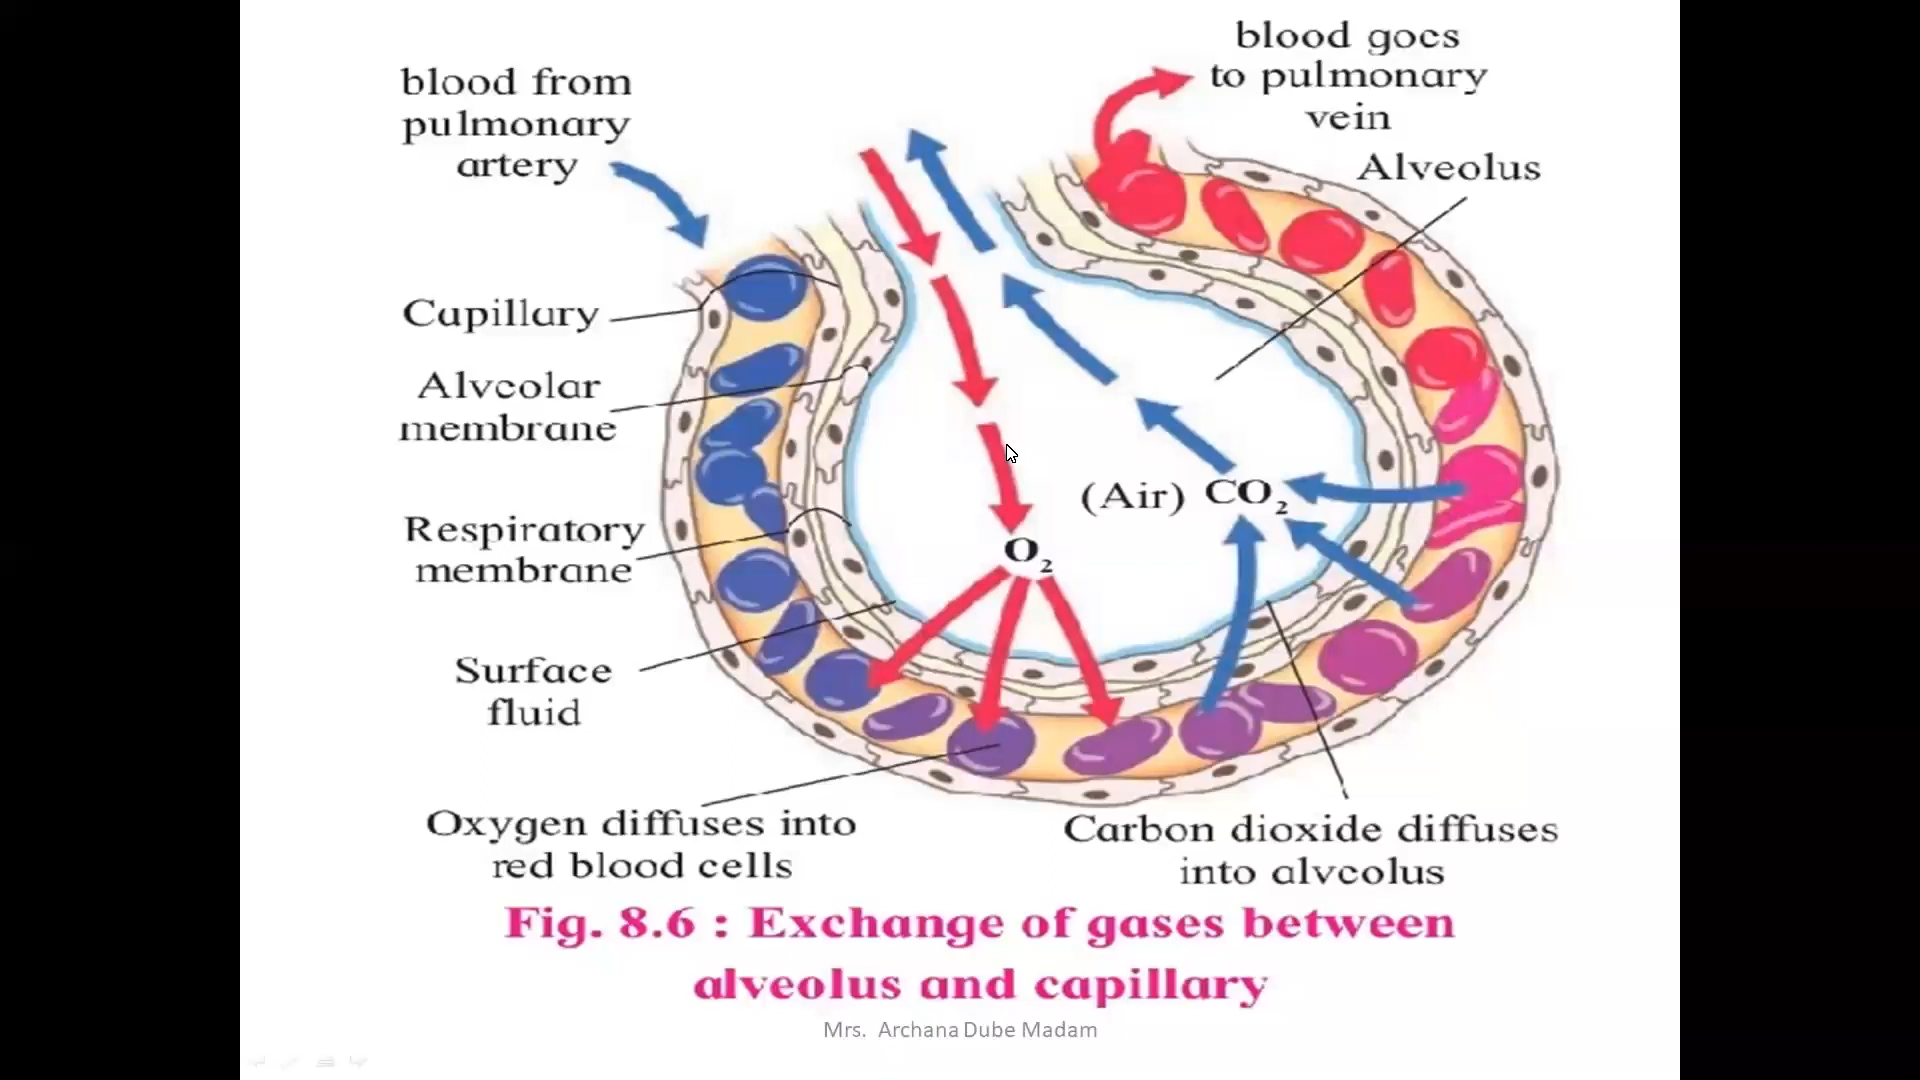 blood from
pulmonary
artery
blood goes
to pulmonary
vein
Alveolus
Capillary
Alveolar
membrane
Respiratory
membrane
(Air) CO₂
O₂
Surface
fluid
Oxygen diffuses into
red blood cells
Carbon dioxide diffuses
into alveolus
Fig. 8.6 : Exchange of gases between
alveolus and capillary
Mrs. Archana Dube Madam